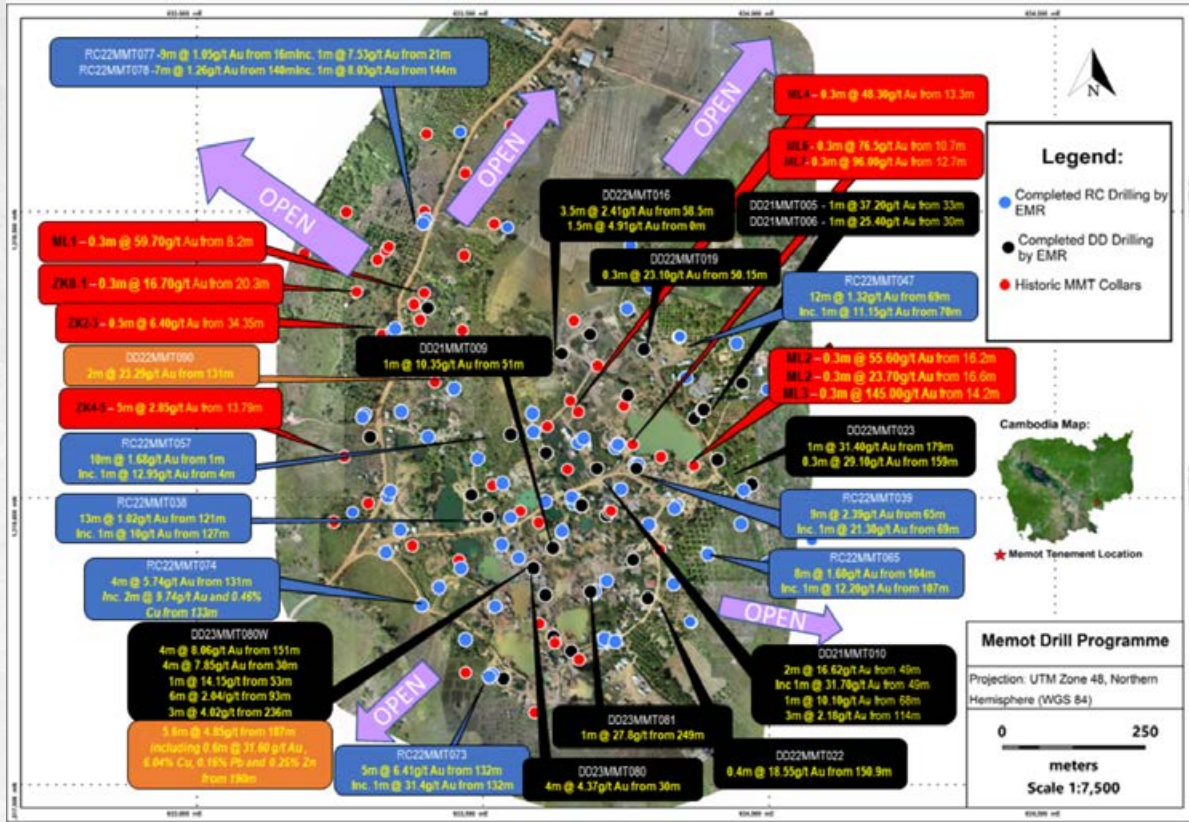 RC22MMT077 -9m @ 1.05g/t Au from 16mInc. 1m @ 7.53g/t Au from 21m
RC22MMT078 -7m @ 1.26g/t Au from 140mInc. 1m @ 8.03g/t Au from 144m
OPEN
OPEN
OPEN
N
ML4 – 0.3m @ 48.30g/t Au from 13.3m
ML6 - 0.3m @ 76.5g/t Au from 10.7m
ML7 - 0.3m @ 96.00g/t Au from 12.7m
Legend:
Completed RC Drilling by
EMR
Completed DD Drilling
by EMR
Historic MMT Collars
DD22MMT016
3.5m @ 2.41g/t Au from 58.5m
1.5m @ 4.91g/t Au from 0m
DD21MMT005 - 1m @ 37.20g/t Au from 33m
DD21MMT006 - 1m @ 25.40g/t Au from 30m
DD22MMT019
0.3m @ 23.10g/t Au from 50.15m
RC22MMT047
12m @ 1.32g/t Au from 69m
Inc. 1m @ 11.15g/t Au from 70m
ML1 – 0.3m @ 59.70g/t Au from 8.2m
0.3m @ 16.70g/t Au from 20.3m
ZK2-3 – 0.5m @ 6.40g/t Au from 34.35m
DD22MMT090
2m @ 23.29g/t Au from 131m
ZK4-5 – 5m @ 2.85g/t Au from 13.79m
DD21MMT009
1m @ 10.35g/t Au from 51m
ML2 – 0.3m @ 55.60g/t Au from 16.2m
ML2 – 0.3m @ 23.70g/t Au from 16.6m
ML3 – 0.3m @ 145.00g/t Au from 14.2m
DD22MMT023
1m @ 31.40g/t Au from 179m
0.3m @ 29.10g/t Au from 159m
Cambodia Map:
Memot Tenement Location
RC22MMT057
10m @ 1.68g/t Au from 1m
Inc. 1m @ 12.95g/t Au from 4m
RC22MMT038
13m @ 1.02g/t Au from 121m
Inc. 1m @ 10g/t Au from 127m
RC22MMT039
9m @ 2.39g/t Au from 65m
Inc. 1m @ 21.30g/t Au from 69m
RC22MMT074
4m @ 5.74g/t Au from 131m
Inc. 2m @ 9.74g/t Au and 0.46%
Cu from 133m
RC22MMT065
8m @ 1.60g/t Au from 104m
Inc. 1m @ 12.20g/t Au from 107m
OPEN
OPEN
DD23MMT080W
4m @ 8.06g/t Au from 151m
4m @ 7.85g/t Au from 30m
1m @ 14.15g/t from 53m
6m @ 2.04/g/t from 93m
3m @ 4.02g/t from 236m
5.6m @ 4.85g/t from 187m
including 0.6m @ 31.60 g/t Au ,
6.04% Cu, 0.16% Pb and 0.25% Zn
from 190m
RC22MMT073
5m @ 6.41g/t Au from 132m
Inc. 1m @ 31.4g/t Au from 132m
DD23MMT080
4m @ 4.37g/t Au from 30m
DD23MMT081
1m @ 27.8g/t from 249m
DD21MMT010
2m @ 16.62g/t Au from 49m
Inc 1m @ 31.70g/t Au from 49m
1m @ 10.10g/t Au from 68m
3m @ 2.18g/t Au from 114m
DD22MMT022
0.4m @ 18.55g/t Au from 150.9m
Memot Drill Programme
Projection: UTM Zone 48, Northern
Hemisphere (WGS 84)
0 250
meters
Scale 1:7,500